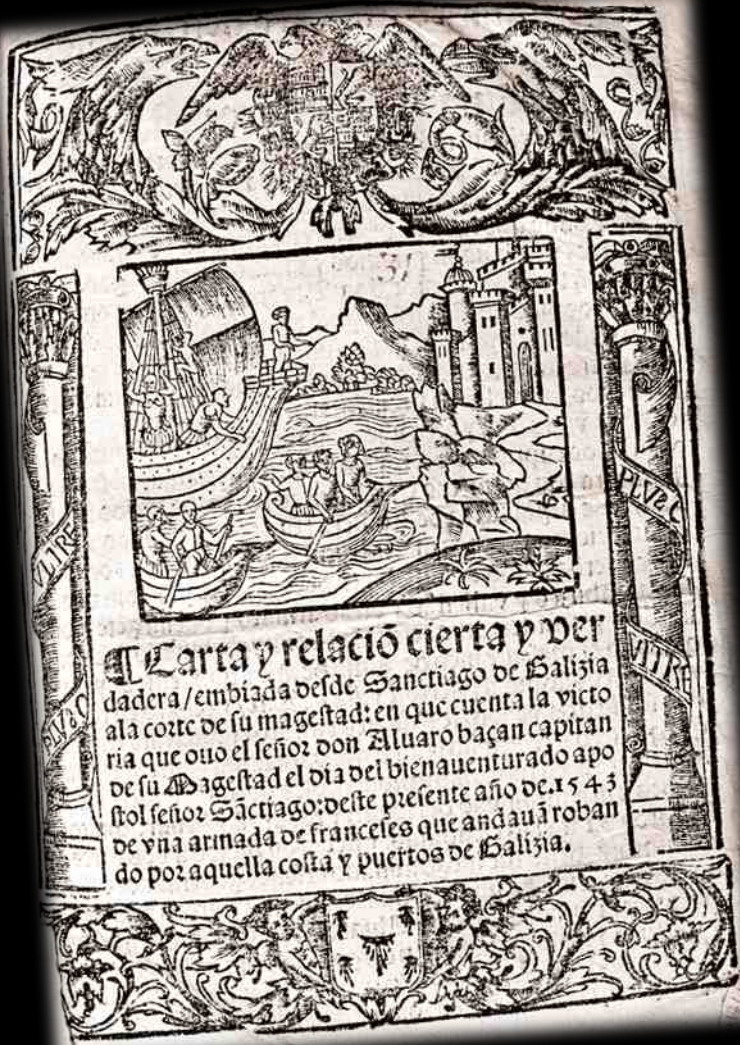 31
PLVS
VLTRE
PLVS C
VLTRE
¶ Carta y relaciõ cierta y ver
dadera/embiada desde Sanctiago de Galizia
ala corte de su magestad: en que cuenta la victo
ria que ouo el señor don Aluaro baçan capitan
de su Magestad el dia del bienauenturado apo
stol señor Sãctiago: deste presente año de.1543
de vna armada de franceses que andauã roban
do por aquella costa y puertos de Galizia.